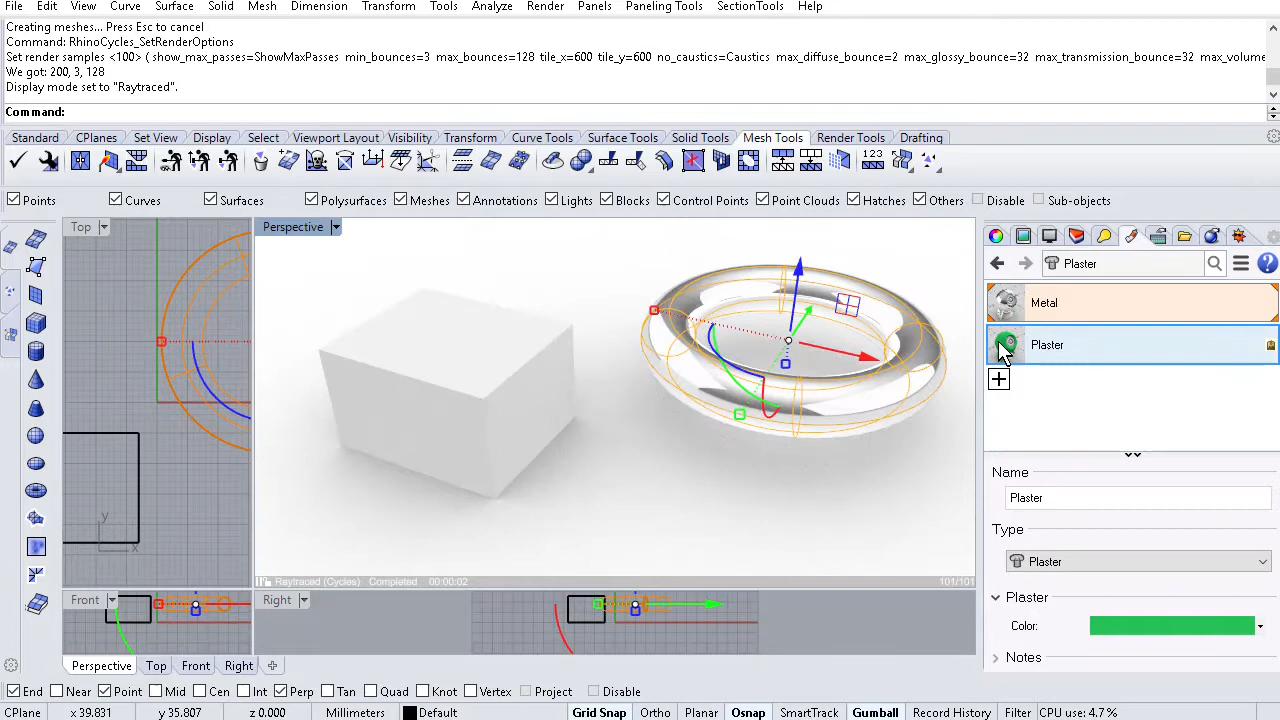 File Edit View Curve Surface Solid Mesh Dimension Transform Tools Analyze Render Panels Paneling Tools SectionTools Help
Creating meshes... Press Esc to cancel
Command: RhinoCycles_SetRenderOptions
Set render samples <100> ( show_max_passes=ShowMaxPasses min_bounces=3 max_bounces=128 tile_x=600 tile_y=600 no_caustics=Caustics max_diffuse_bounce=2 max_glossy_bounce=32 max_transmission_bounce=32 max_volume
We got: 200, 3, 128
Display mode set to "Raytraced".
Command:
Standard CPlanes Set View Display Select Viewport Layout Visibility Transform Curve Tools Surface Tools Solid Tools Mesh Tools Render Tools Drafting
123
Points Curves Surfaces Polysurfaces Meshes Annotations Lights Blocks Control Points Point Clouds Hatches Others Disable Sub-objects
Top Perspective
Plaster
Metal
Plaster
Name
Plaster
Type
Plaster
Plaster
Color:
Notes
y
x
Raytraced (Cycles) Completed 00:00:02 101/101
Front Right
Perspective Top Front Right
End Near Point Mid Cen Int Perp Tan Quad Knot Vertex Project Disable
CPlane x 39.831 y 35.807 z 0.000 Millimeters Default Grid Snap Ortho Planar Osnap SmartTrack Gumball Record History Filter CPU use: 4.7 %